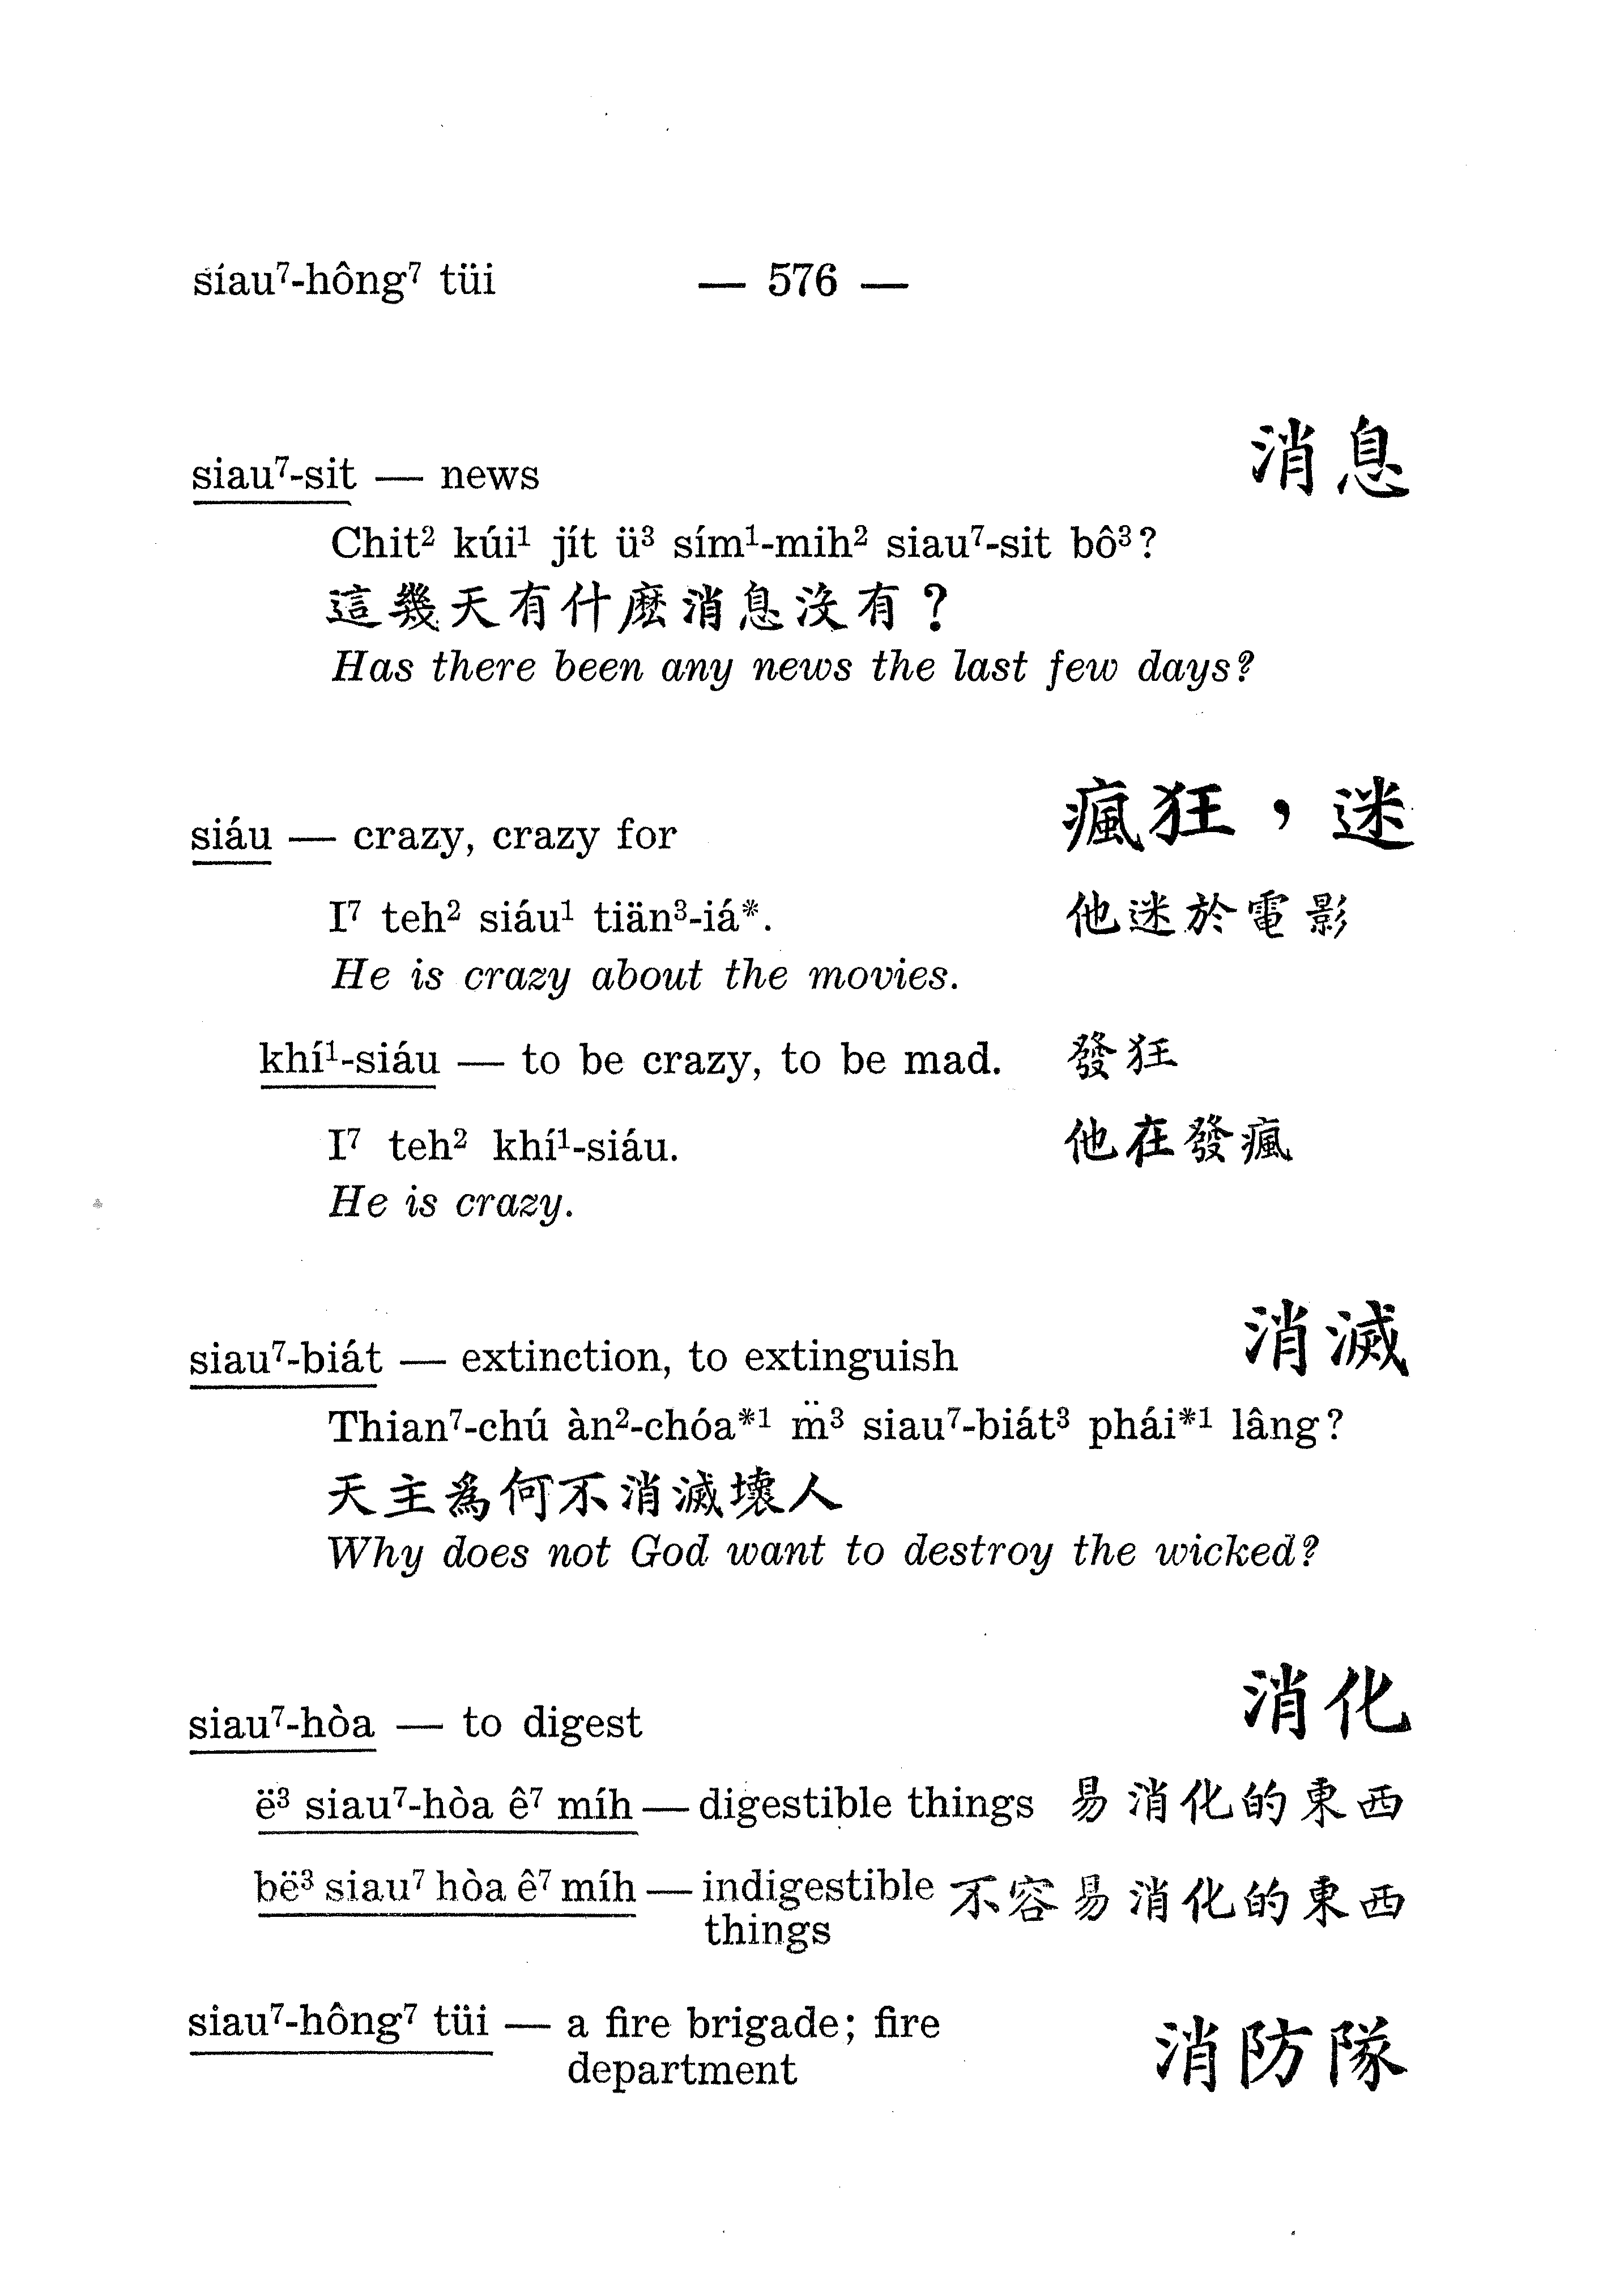 síau⁷-hông⁷ tüi — 576 —
消息
siau⁷-sit — news
Chit² kúi¹ jít ü³ sím¹-mih² siau⁷-sit bô³?
這幾天有什麼消息沒有？
Has there been any news the last few days?
瘋狂，迷
siáu — crazy, crazy for
I⁷ teh² siáu¹ tiän³-iá*. 他迷於電影
He is crazy about the movies.
khí¹-siáu — to be crazy, to be mad. 發狂
I⁷ teh² khí¹-siáu. 他在發瘋
He is crazy.
消滅
siau⁷-biát — extinction, to extinguish
Thian⁷-chú àn²-chóa*¹ m̈³ siau⁷-biát³ phái*¹ lâng?
天主為何不消滅壞人
Why does not God want to destroy the wicked?
消化
siau⁷-hòa — to digest
ë³ siau⁷-hòa ê⁷ míh — digestible things 易消化的東西
bë³ siau⁷ hòa ê⁷ míh — indigestible 不容易消化的東西
things
siau⁷-hông⁷ tüi — a fire brigade; fire 消防隊
department